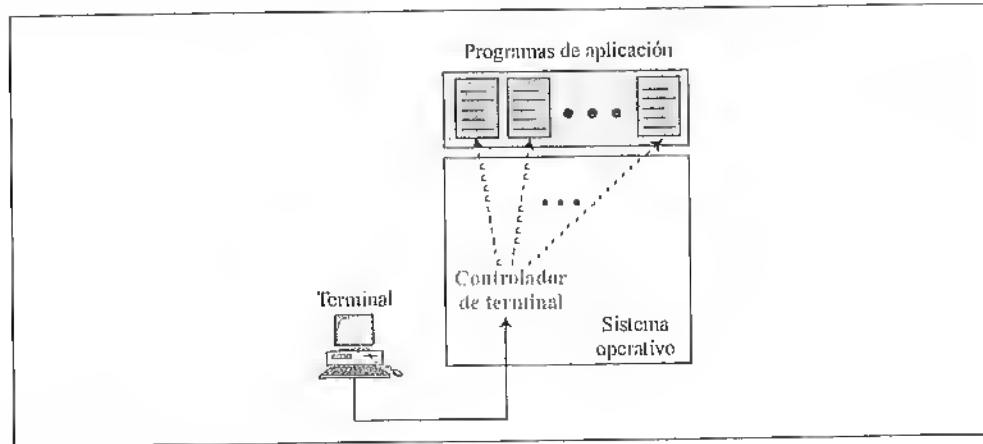 Programas de aplicación
Controlador
de terminal
Terminal
Sistema
operativo